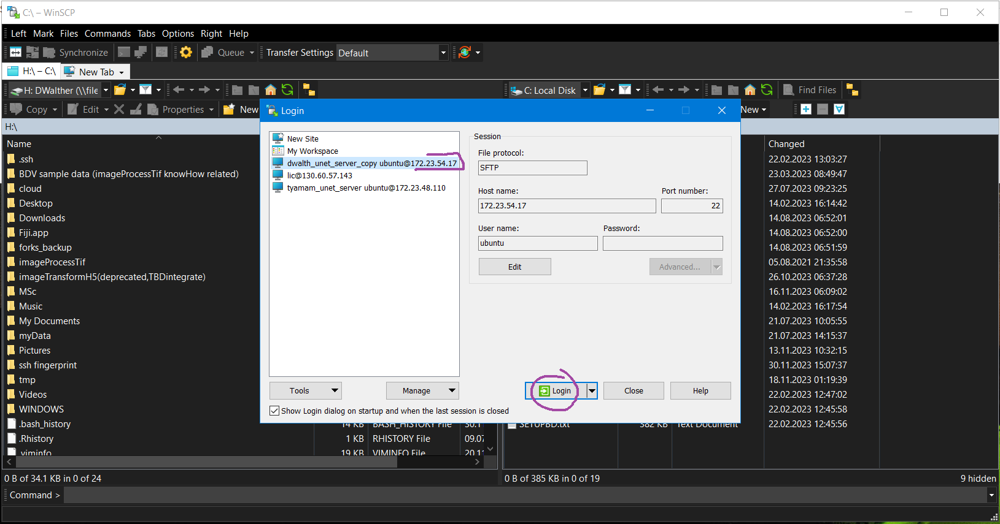 C:\ – WinSCP
Left Mark Files Commands Tabs Options Right Help
Synchronize Queue Transfer Settings Default
H:\ – C:\ New Tab
H: DWalther (\\file C: Local Disk Find Files
Copy Edit Properties New New
H:\
Name Changed
.ssh 22.02.2023 13:03:27
BDV sample data (imageProcessTif knowHow related) 23.03.2023 08:49:47
cloud 27.07.2023 09:23:25
Desktop 14.02.2023 16:14:42
Downloads 14.08.2023 06:52:01
Fiji.app 14.08.2023 06:52:00
forks_backup 14.08.2023 06:51:59
imageProcessTif 05.08.2021 21:35:58
imageTransformH5(deprecated,TBDintegrate) 26.10.2023 06:37:28
MSc 16.11.2023 06:09:02
Music 14.02.2023 16:17:54
My Documents 21.07.2023 10:05:55
myData 21.07.2023 14:15:37
Pictures 13.11.2023 10:32:15
ssh fingerprint 30.11.2023 15:07:37
tmp 18.11.2023 01:19:39
Videos 22.02.2023 12:47:02
WINDOWS 22.02.2023 12:45:58
.bash_history 14 KB BASH_HISTORY File 30.1 SETUPBD.txt 382 KB Text Document 22.02.2023 12:45:56
.Rhistory 1 KB RHISTORY File 09.07
.viminfo 19 KB VIMINFO File 20.11
0 B of 34.1 KB in 0 of 24 0 B of 385 KB in 0 of 19 9 hidden
Command >
Login
New Site
My Workspace
dwalth_unet_server_copy ubuntu@172.23.54.17
lic@130.60.57.143
tyamam_unet_server ubuntu@172.23.48.110
Session
File protocol:
SFTP
Host name: Port number:
172.23.54.17 22
User name: Password:
ubuntu
Edit Advanced...
Tools Manage Login Close Help
Show Login dialog on startup and when the last session is closed